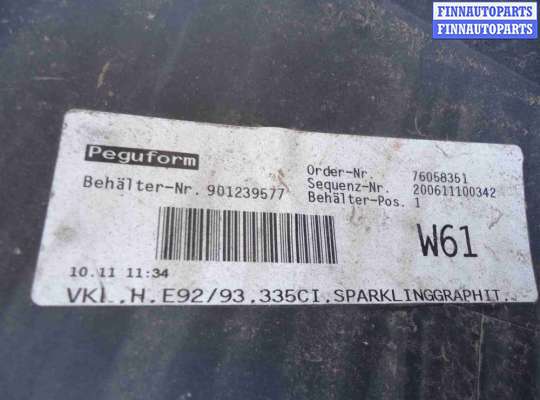 FINNAUTOPARTS
FINNAUTOPARTS
Peguform
Order-Nr. 76058351
Behälter-Nr. 901239577 Sequenz-Nr. 200611100342
Behälter-Pos. 1
W61
10.11 11:34
VKL.H.E92/93.335CI.SPARKLINGGRAPHIT.